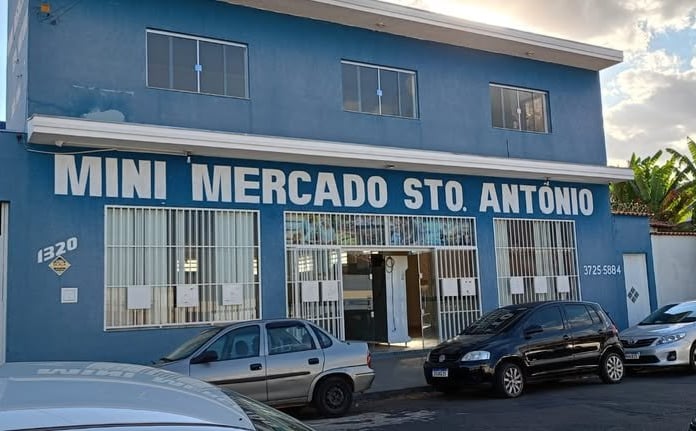 MINI MERCADO STO. ANTÔNIO
1320
3725-5884